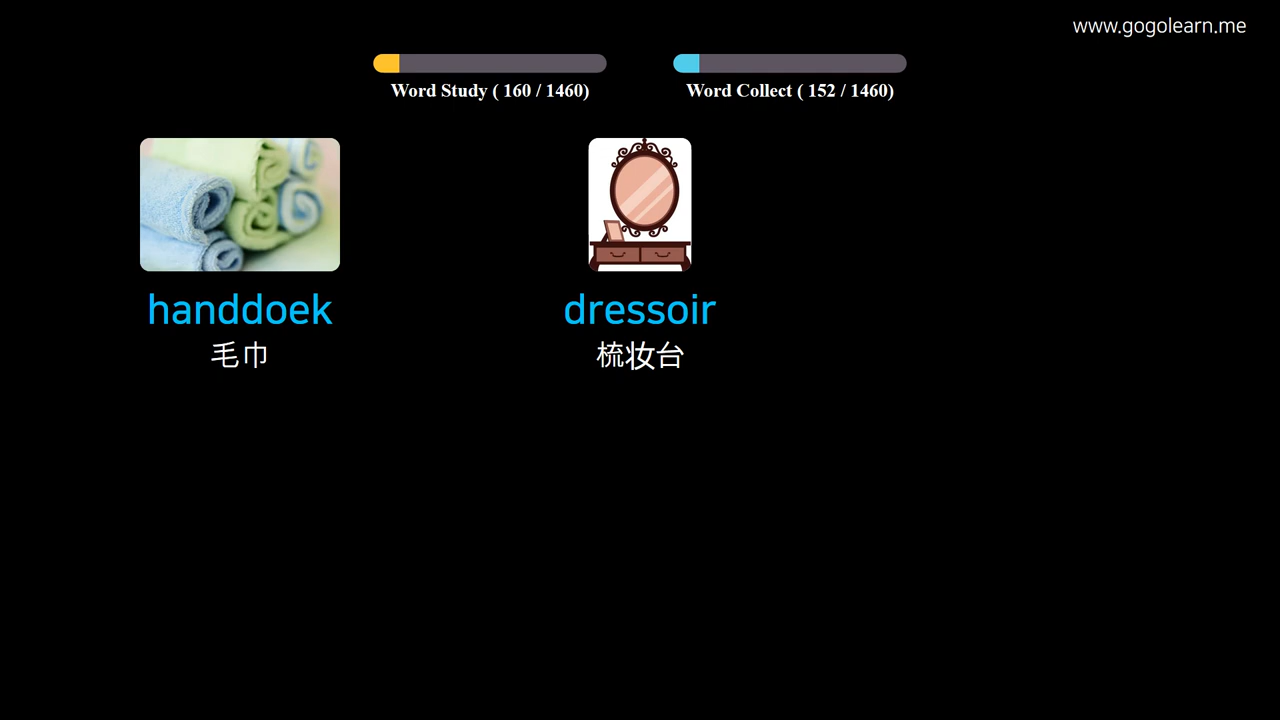 www.gogolearn.me
Word Study ( 160 / 1460)
Word Collect ( 152 / 1460)
handdoek
毛巾
dressoir
梳妆台